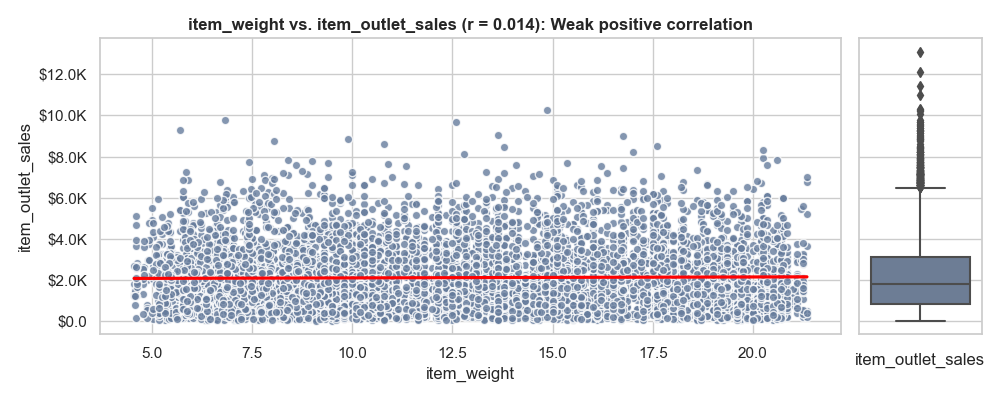 item_weight vs. item_outlet_sales (r = 0.014): Weak positive correlation
item_outlet_sales
$12.0K
$10.0K
$8.0K
$6.0K
$4.0K
$2.0K
$0.0
5.0 7.5 10.0 12.5 15.0 17.5 20.0
item_weight
item_outlet_sales